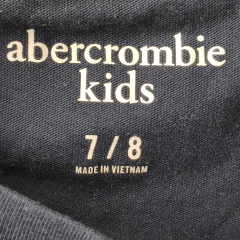 abercrombie
kids
7 / 8
MADE IN VIETNAM